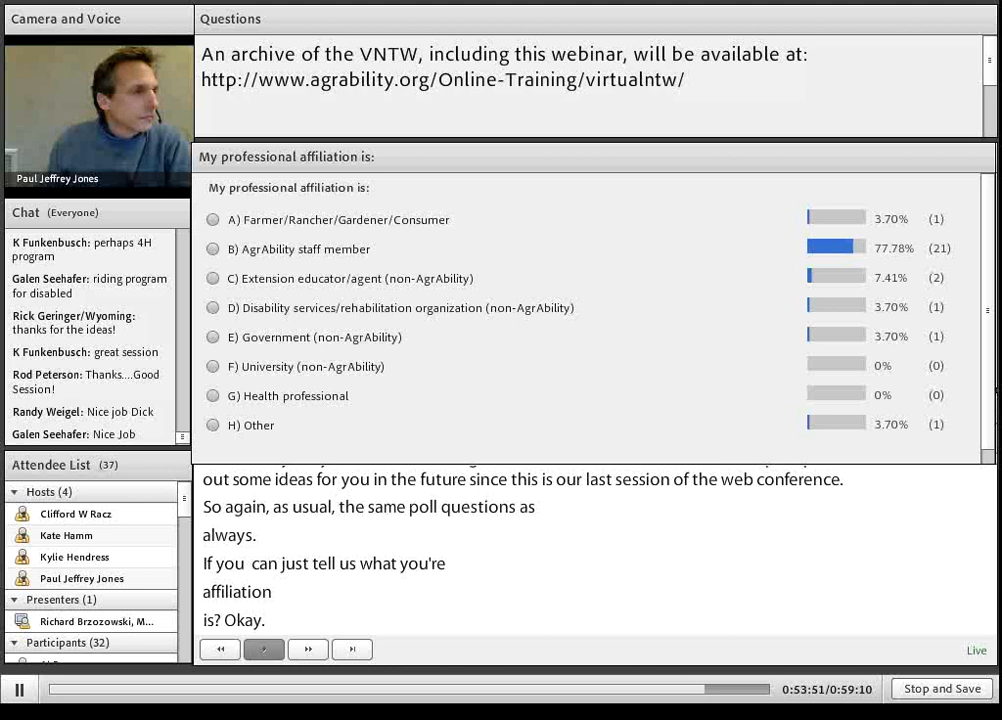 Camera and Voice
Paul Jeffrey Jones
Questions
An archive of the VNTW, including this webinar, will be available at:
http://www.agrability.org/Online-Training/virtualntw/
My professional affiliation is:
My professional affiliation is:
A) Farmer/Rancher/Gardener/Consumer 3.70% (1)
B) AgrAbility staff member 77.78% (21)
C) Extension educator/agent (non-AgrAbility) 7.41% (2)
D) Disability services/rehabilitation organization (non-AgrAbility) 3.70% (1)
E) Government (non-AgrAbility) 3.70% (1)
F) University (non-AgrAbility) 0% (0)
G) Health professional 0% (0)
H) Other 3.70% (1)
Chat (Everyone)
K Funkenbusch: perhaps 4H
program
Galen Seehafer: riding program
for disabled
Rick Geringer/Wyoming:
thanks for the ideas!
K Funkenbusch: great session
Rod Peterson: Thanks....Good
Session!
Randy Weigel: Nice job Dick
Galen Seehafer: Nice Job
Attendee List (37)
Hosts (4)
Clifford W Racz
Kate Hamm
Kylie Hendress
Paul Jeffrey Jones
Presenters (1)
Richard Brzozowski, M...
Participants (32)
out some ideas for you in the future since this is our last session of the web conference.
So again, as usual, the same poll questions as
always.
If you can just tell us what you're
affiliation
is? Okay.
Live
0:53:51/0:59:10
Stop and Save